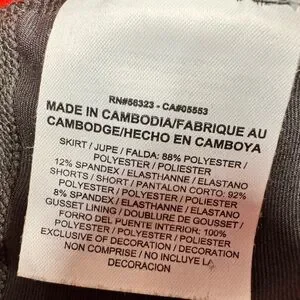 RN#56323 - CA#05553
MADE IN CAMBODIA/FABRIQUE AU
CAMBODGE/HECHO EN CAMBOYA
SKIRT / JUPE / FALDA: 88% POLYESTER /
POLYESTER / POLIESTER
12% SPANDEX / ELASTHANNE / ELASTANO
SHORTS / SHORT / PANTALON CORTO: 92%
POLYESTER / POLYESTER / POLIESTER
8% SPANDEX / ELASTHANNE / ELASTANO
GUSSET LINING / DOUBLURE DE GOUSSET /
FORRO DEL PUENTE INTERIOR: 100%
POLYESTER / POLYESTER / POLIESTER
EXCLUSIVE OF DECORATION / DECORATION
NON COMPRISE / NO INCLUYE LA
DECORACION